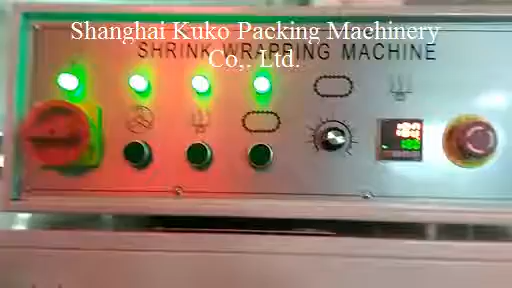 Shanghai Kuko Packing Machinery
Co,. Ltd.
SHRINK WRAPPING MACHINE